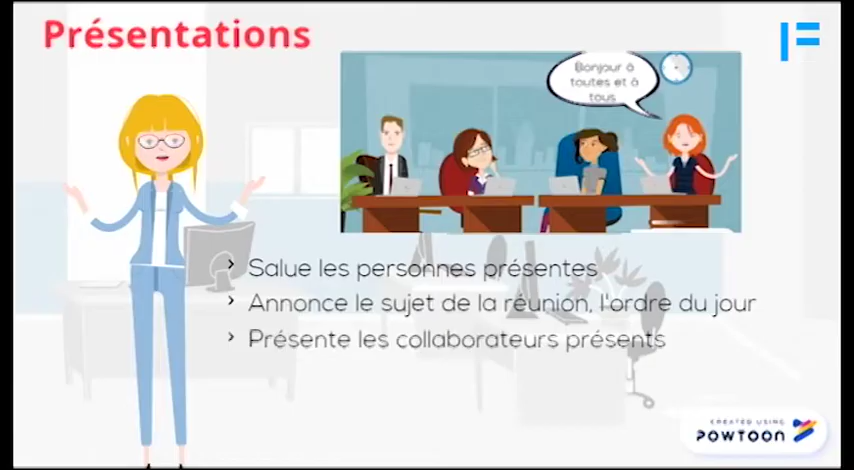 Présentations
Bonjour à
toutes et à
tous
Salue les personnes présentes
Annonce le sujet de la réunion, l'ordre du jour
Présente les collaborateurs présents
CREATED USING
POWTOON